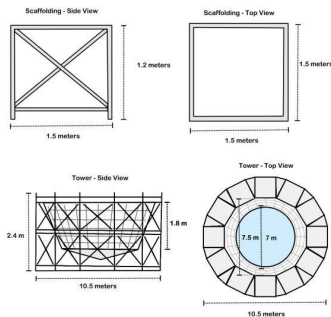 Scaffolding - Side View
1.2 meters
1.5 meters
Scaffolding - Top View
1.5 meters
1.5 meters
Tower - Side View
2.4 m
1.8 m
10.5 meters
Tower - Top View
7.5 m
7 m
10.5 meters